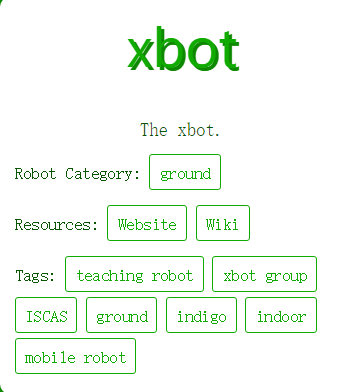 xbot
The xbot.
Robot Category: ground
Resources: Website Wiki
Tags: teaching robot xbot group
ISCAS ground indigo indoor
mobile robot